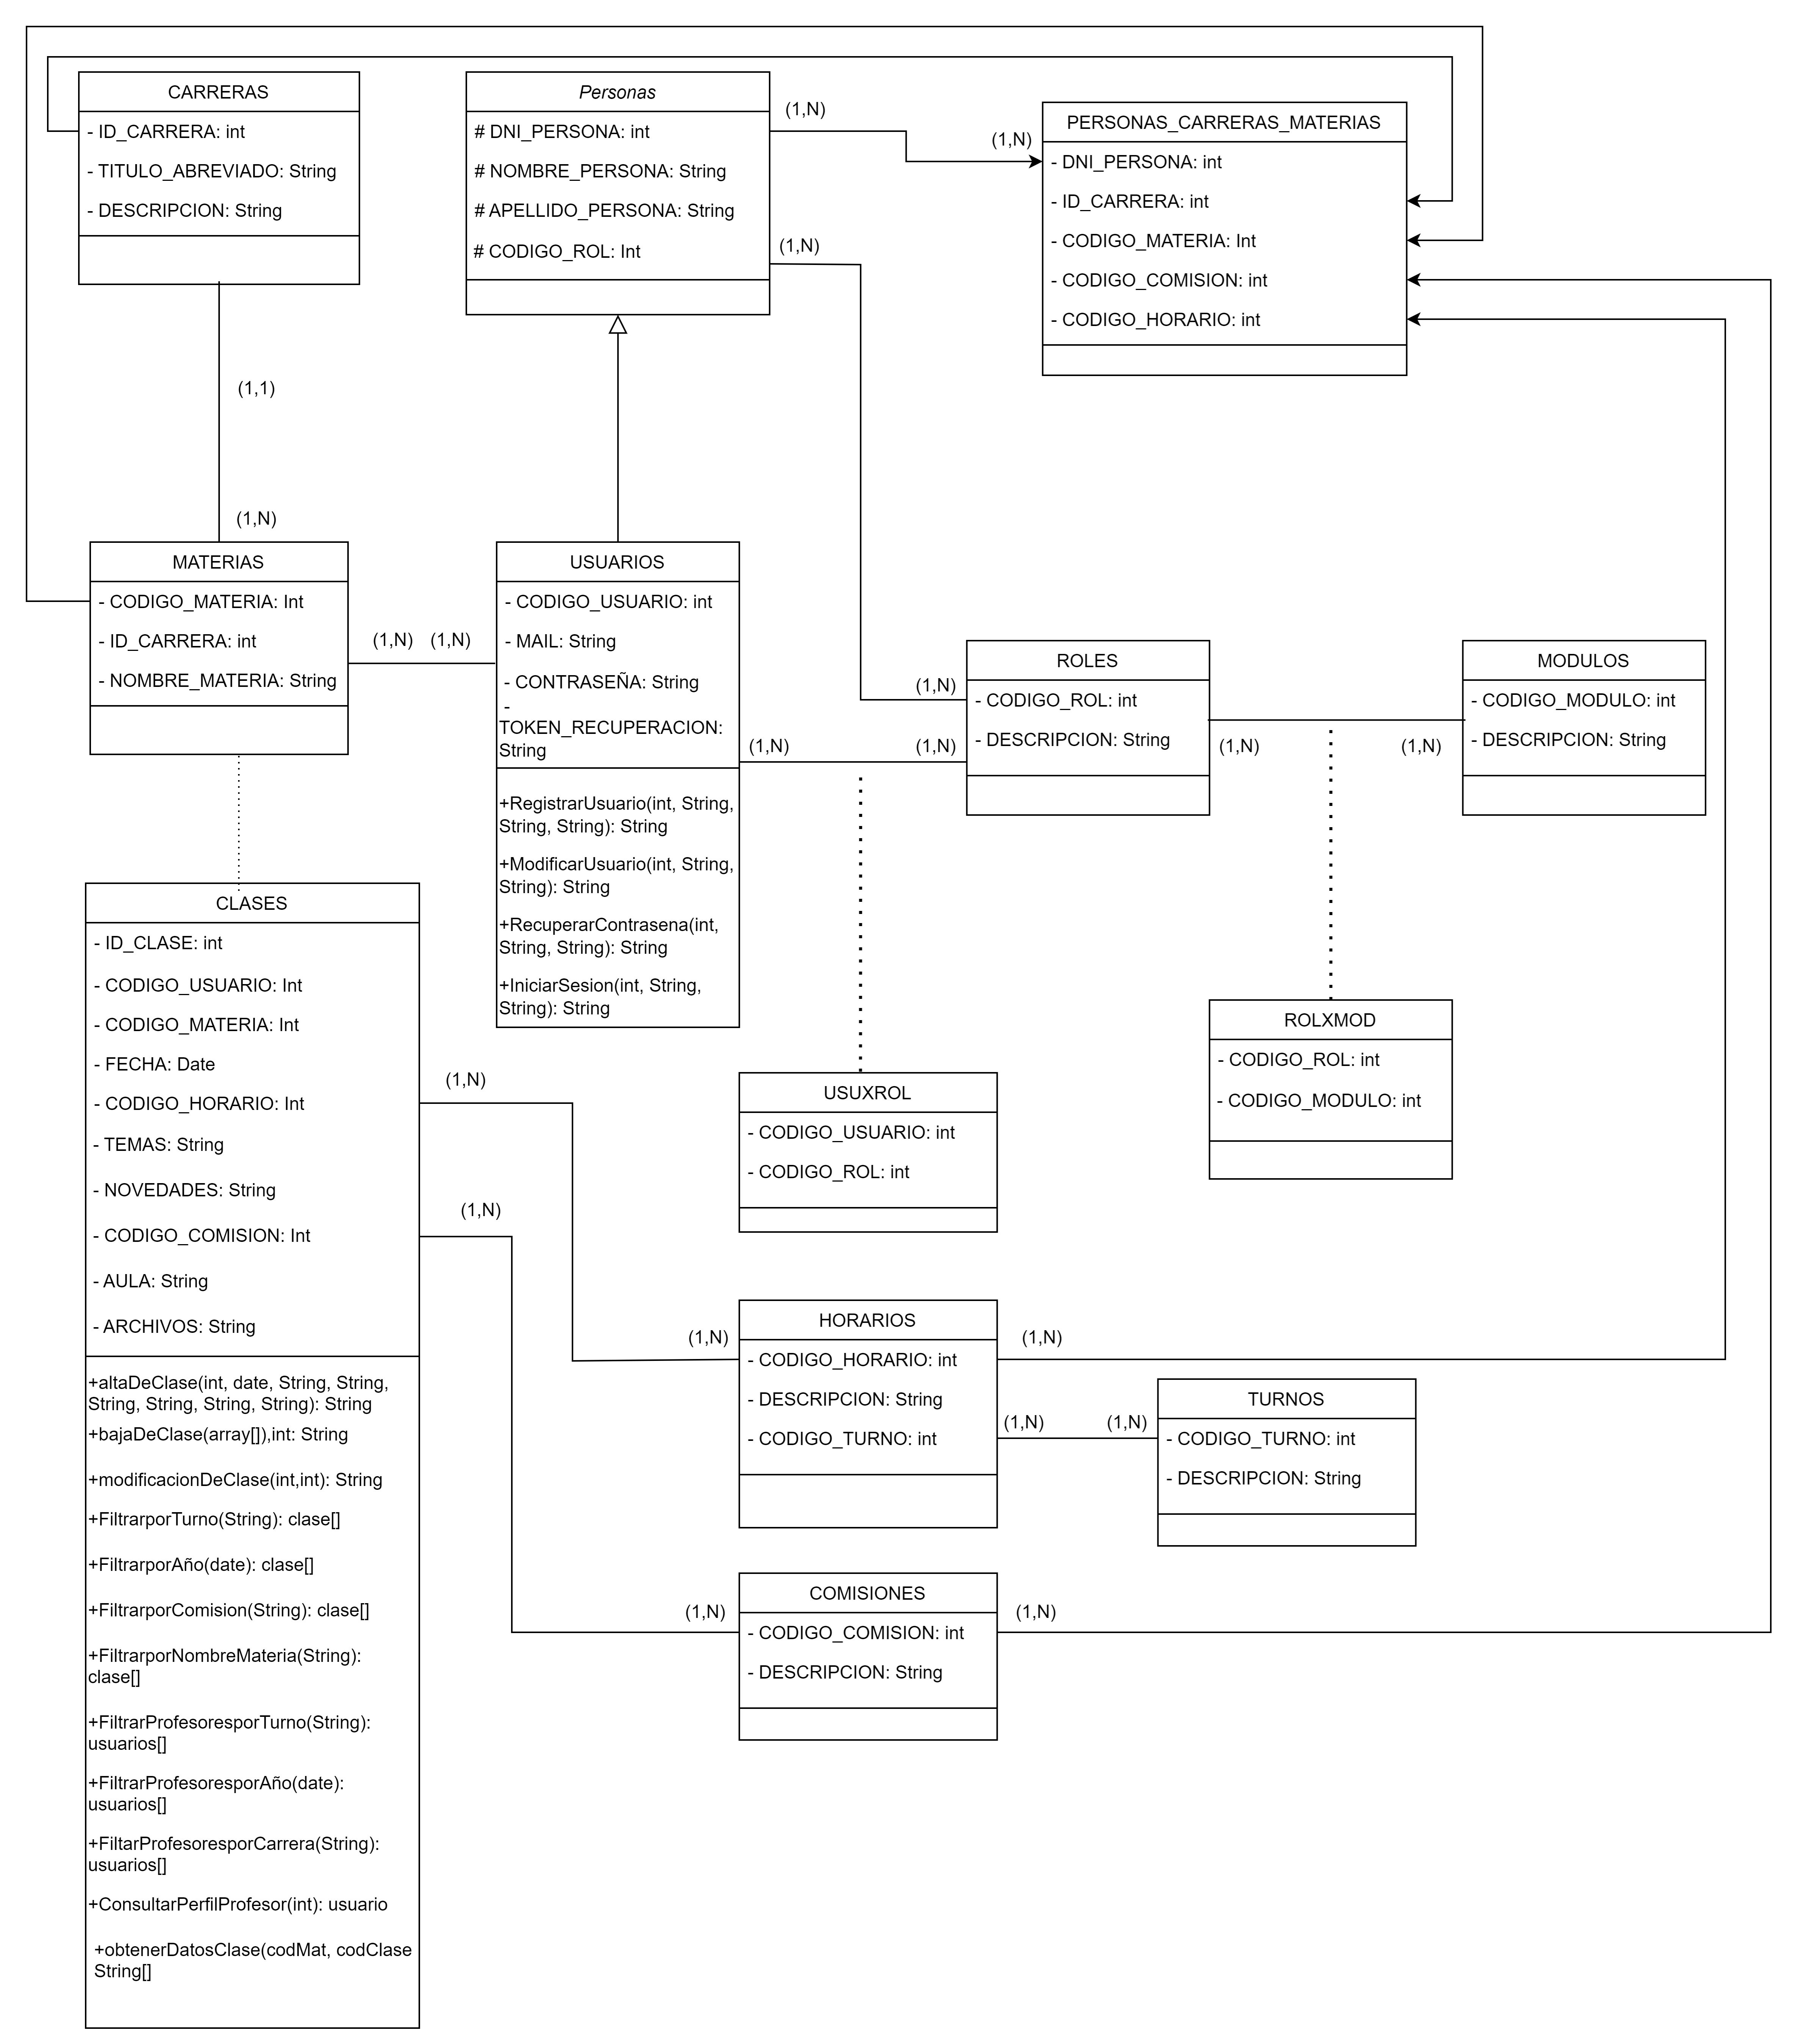 CARRERAS
- ID_CARRERA: int
- TITULO_ABREVIADO: String
- DESCRIPCION: String
Personas
# DNI_PERSONA: int
# NOMBRE_PERSONA: String
# APELLIDO_PERSONA: String
# CODIGO_ROL: Int
(1,N)
(1,N)
(1,N)
PERSONAS_CARRERAS_MATERIAS
- DNI_PERSONA: int
- ID_CARRERA: int
- CODIGO_MATERIA: Int
- CODIGO_COMISION: int
- CODIGO_HORARIO: int
(1,1)
(1,N)
MATERIAS
- CODIGO_MATERIA: Int
- ID_CARRERA: int
- NOMBRE_MATERIA: String
(1,N)
(1,N)
USUARIOS
- CODIGO_USUARIO: int
- MAIL: String
- CONTRASEÑA: String
-
TOKEN_RECUPERACION:
String
+RegistrarUsuario(int, String,
String, String): String
+ModificarUsuario(int, String,
String): String
+RecuperarContrasena(int,
String, String): String
+IniciarSesion(int, String,
String): String
(1,N)
(1,N)
(1,N)
ROLES
- CODIGO_ROL: int
- DESCRIPCION: String
(1,N)
(1,N)
MODULOS
- CODIGO_MODULO: int
- DESCRIPCION: String
CLASES
- ID_CLASE: int
- CODIGO_USUARIO: Int
- CODIGO_MATERIA: Int
- FECHA: Date
- CODIGO_HORARIO: Int
- TEMAS: String
- NOVEDADES: String
- CODIGO_COMISION: Int
- AULA: String
- ARCHIVOS: String
+altaDeClase(int, date, String, String,
String, String, String, String): String
+bajaDeClase(array[]),int: String
+modificacionDeClase(int,int): String
+FiltrarporTurno(String): clase[]
+FiltrarporAño(date): clase[]
+FiltrarporComision(String): clase[]
+FiltrarporNombreMateria(String):
clase[]
+FiltrarProfesoresporTurno(String):
usuarios[]
+FiltrarProfesoresporAño(date):
usuarios[]
+FiltarProfesoresporCarrera(String):
usuarios[]
+ConsultarPerfilProfesor(int): usuario
+obtenerDatosClase(codMat, codClase
String[]
(1,N)
(1,N)
USUXROL
- CODIGO_USUARIO: int
- CODIGO_ROL: int
ROLXMOD
- CODIGO_ROL: int
- CODIGO_MODULO: int
(1,N)
HORARIOS
- CODIGO_HORARIO: int
- DESCRIPCION: String
- CODIGO_TURNO: int
(1,N)
(1,N)
(1,N)
TURNOS
- CODIGO_TURNO: int
- DESCRIPCION: String
(1,N)
COMISIONES
- CODIGO_COMISION: int
- DESCRIPCION: String
(1,N)